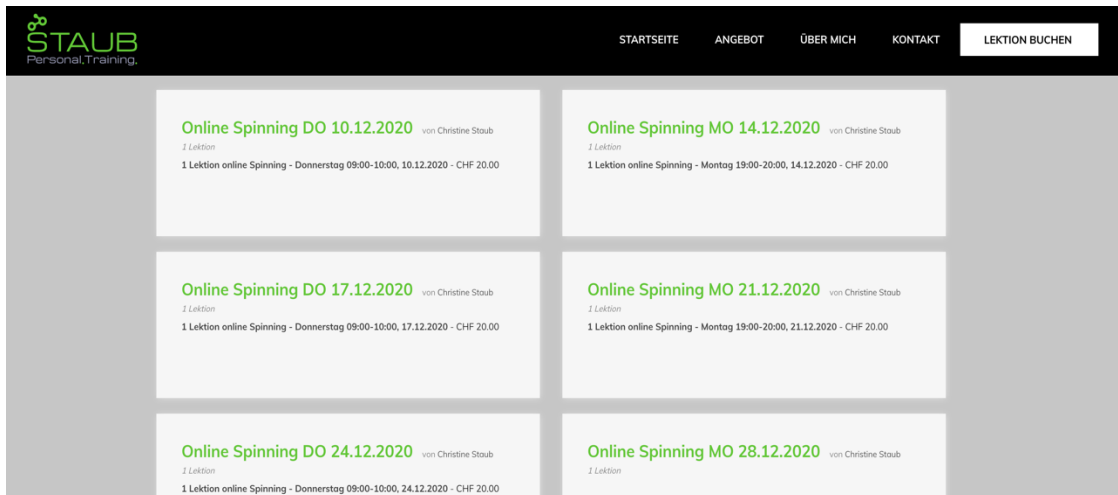 STAUB
Personal.Training.
STARTSEITE ANGEBOT ÜBER MICH KONTAKT LEKTION BUCHEN
Online Spinning DO 10.12.2020 von Christine Staub
1 Lektion
1 Lektion online Spinning - Donnerstag 09:00-10:00, 10.12.2020 - CHF 20.00
Online Spinning MO 14.12.2020 von Christine Staub
1 Lektion
1 Lektion online Spinning - Montag 19:00-20:00, 14.12.2020 - CHF 20.00
Online Spinning DO 17.12.2020 von Christine Staub
1 Lektion
1 Lektion online Spinning - Donnerstag 09:00-10:00, 17.12.2020 - CHF 20.00
Online Spinning MO 21.12.2020 von Christine Staub
1 Lektion
1 Lektion online Spinning - Montag 19:00-20:00, 21.12.2020 - CHF 20.00
Online Spinning DO 24.12.2020 von Christine Staub
1 Lektion
1 Lektion online Spinning - Donnerstag 09:00-10:00, 24.12.2020 - CHF 20.00
Online Spinning MO 28.12.2020 von Christine Staub
1 Lektion